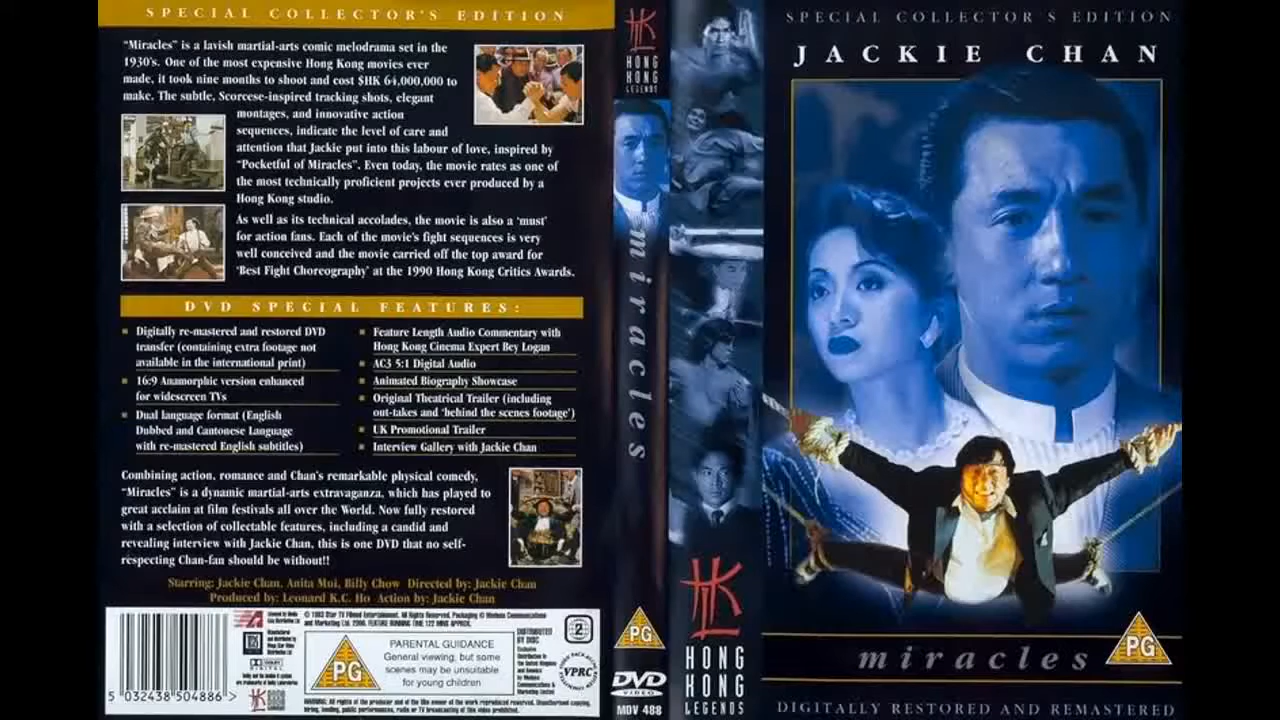 SPECIAL COLLECTOR'S EDITION
“Miracles” is a lavish martial-arts comic melodrama set in the
1930's. One of the most expensive Hong Kong movies ever
made, it took nine months to shoot and cost $HK 64,000,000 to
make. The subtle, Scorcese-inspired tracking shots, elegant
montages, and innovative action
sequences, indicate the level of care and
attention that Jackie put into this labour of love, inspired by
“Pocketful of Miracles”. Even today, the movie rates as one of
the most technically proficient projects ever produced by a
Hong Kong studio.
As well as its technical accolades, the movie is also a ‘must’
for action fans. Each of the movie's fight sequences is very
well conceived and the movie carried off the top award for
‘Best Fight Choreography’ at the 1990 Hong Kong Critics Awards.
DVD SPECIAL FEATURES:
Digitally re-mastered and restored DVD
transfer (containing extra footage not
available in the international print)
16:9 Anamorphic version enhanced
for widescreen TVs
Dual language format (English
Dubbed and Cantonese Language
with re-mastered English subtitles)
Feature Length Audio Commentary with
Hong Kong Cinema Expert Bey Logan
AC3 5:1 Digital Audio
Animated Biography Showcase
Original Theatrical Trailer (including
out-takes and ‘behind the scenes footage’)
UK Promotional Trailer
Interview Gallery with Jackie Chan
Combining action, romance and Chan's remarkable physical comedy,
“Miracles” is a dynamic martial-arts extravaganza, which has played to
great acclaim at film festivals all over the World. Now fully restored
with a selection of collectable features, including a candid and
revealing interview with Jackie Chan, this is one DVD that no self-
respecting Chan-fan should be without!!
Starring: Jackie Chan, Anita Mui, Billy Chow Directed by: Jackie Chan
Produced by: Leonard K.C. Ho Action by: Jackie Chan
5 032438 504886 >
PG
PARENTAL GUIDANCE
General viewing, but some
scenes may be unsuitable
for young children
DISTRIBUTED
BY DISC
2
VPRC
HK
HONG
KONG
LEGENDS
miracles
PG
DVD
VIDEO
MDV 488
HK
HONG
KONG
LEGENDS
SPECIAL COLLECTOR'S EDITION
JACKIE CHAN
miracles
PG
DIGITALLY RESTORED AND REMASTERED